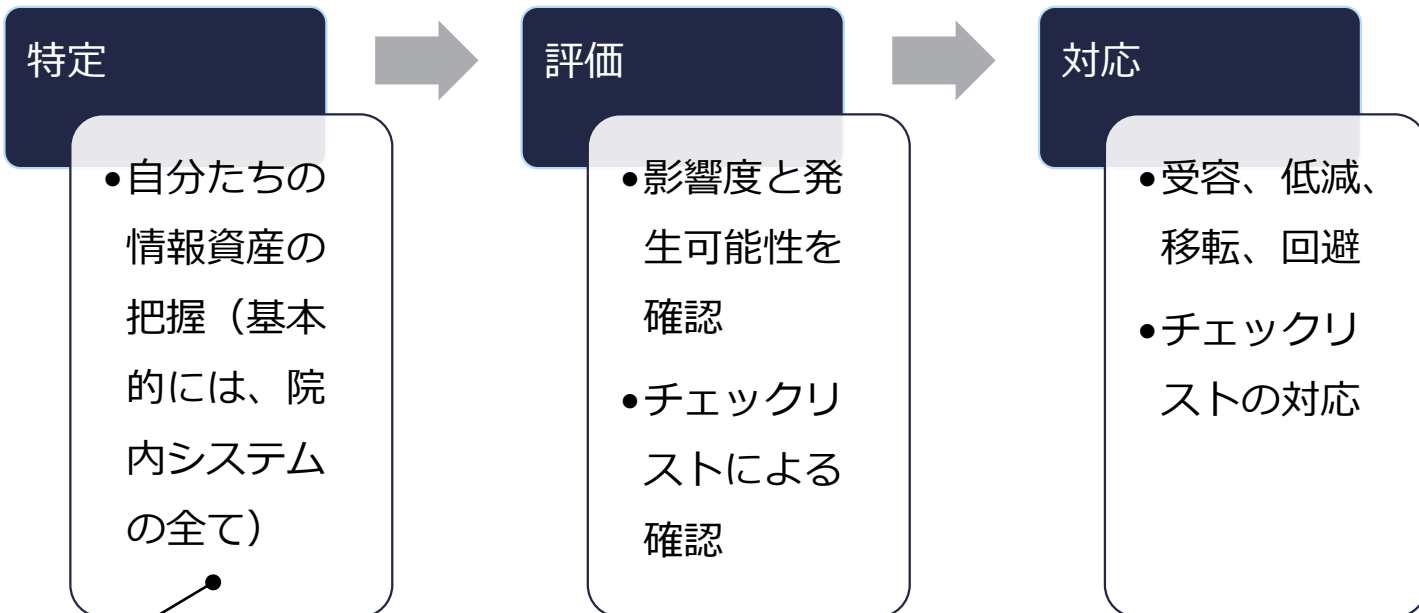 特定
•自分たちの
情報資産の
把握（基本
的には、院
内システム
の全て）
評価
•影響度と発
生可能性を
確認
•チェックリ
ストによる
確認
対応
•受容、低減、
移転、回避
•チェックリ
ストの対応